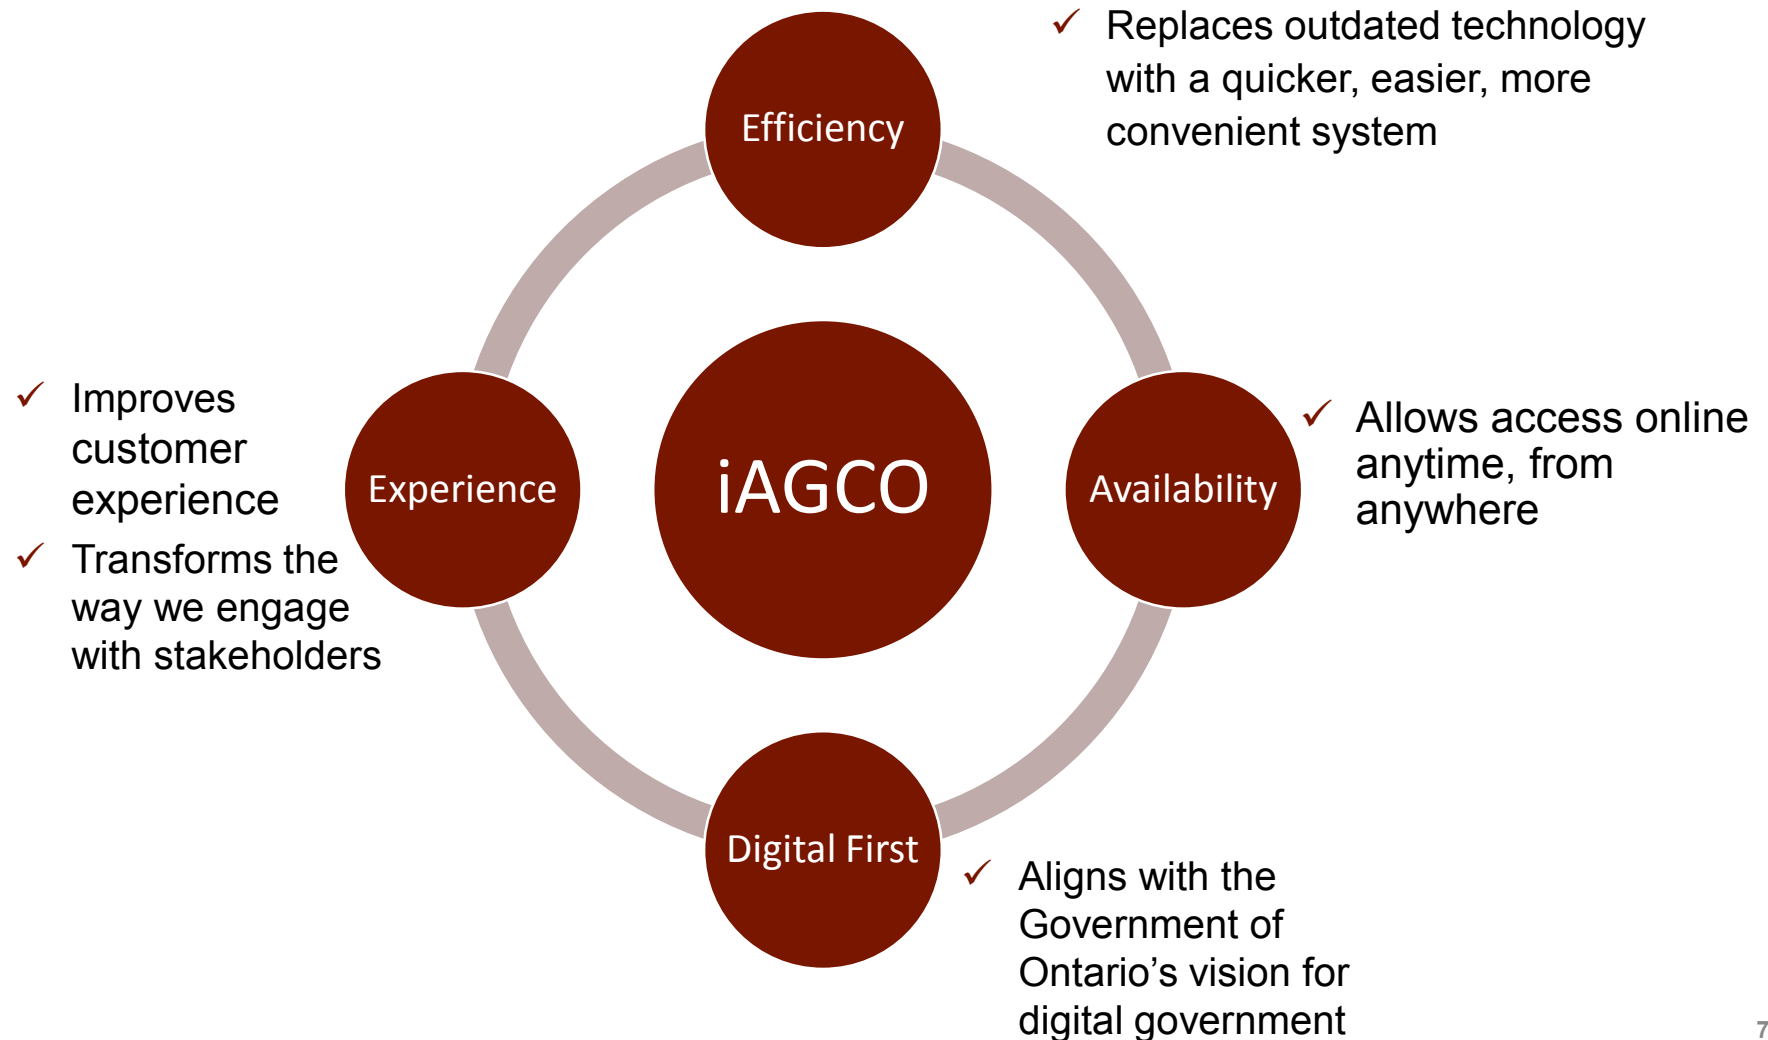 Efficiency
✓ Replaces outdated technology
with a quicker, easier, more
convenient system
iAGCO
Availability
✓ Allows access online
anytime, from
anywhere
Digital First
✓ Aligns with the
Government of
Ontario’s vision for
digital government
Experience
✓ Improves
customer
experience
✓ Transforms the
way we engage
with stakeholders
7